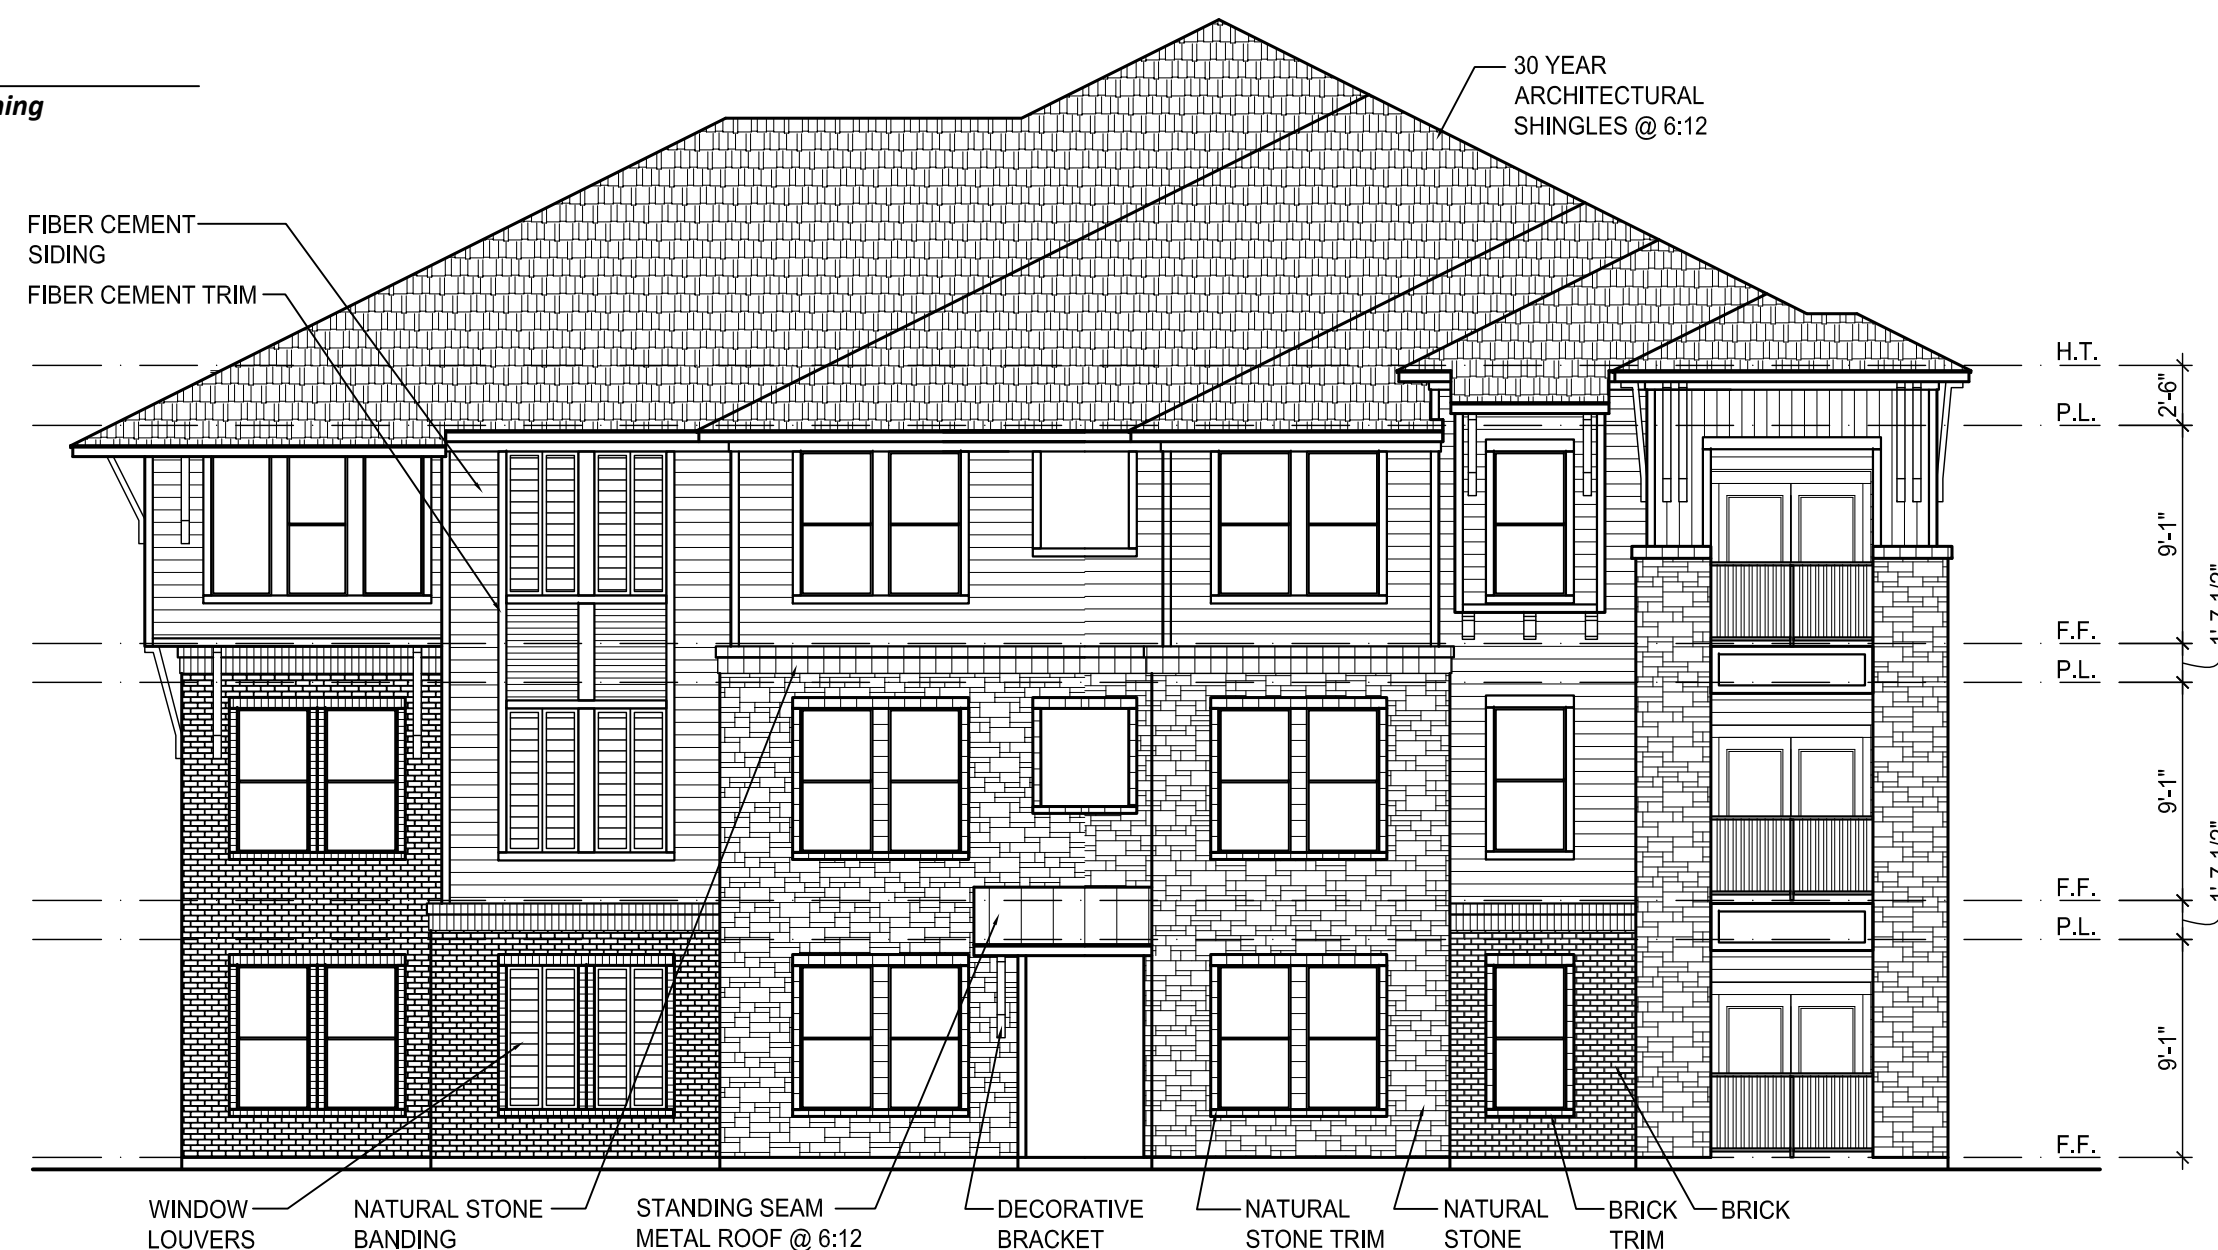 30 YEAR
ARCHITECTURAL
SHINGLES @ 6:12
FIBER CEMENT
SIDING
FIBER CEMENT TRIM
H.T.
2'-6"
P.L.
9'-1"
F.F.
P.L.
9'-1"
F.F.
P.L.
9'-1"
F.F.
WINDOW
LOUVERS
NATURAL STONE
BANDING
STANDING SEAM
METAL ROOF @ 6:12
DECORATIVE
BRACKET
NATURAL
STONE TRIM
NATURAL
STONE
BRICK
TRIM
BRICK